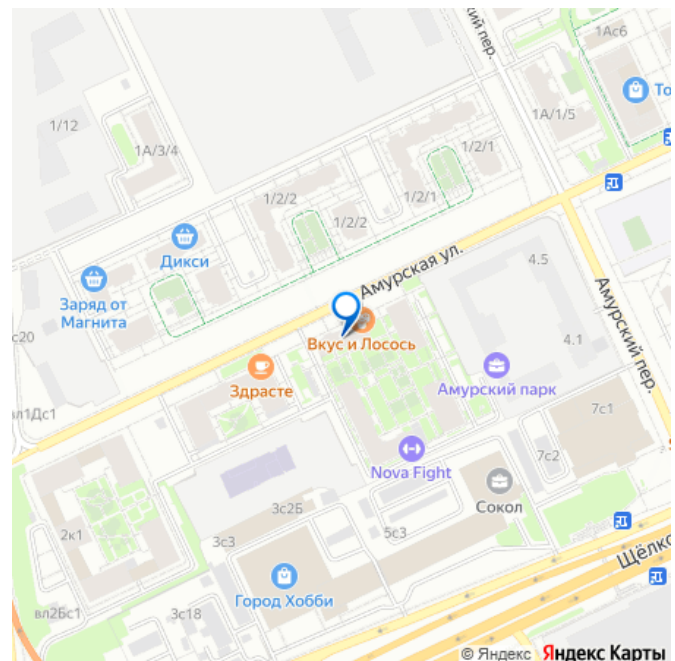 1Ас6
ский пер.
То
1/12
1А/3/4
1А/1/5
1/2/1
1/2/2
1/2/1
1/2/2
Дикси
Амурская ул.
4.5
Заряд от
Магнита
с20
Амурский пер.
Вкус и Лосось
4.1
Здрасте
Амурский парк
вл1Дс1
7с1
Nova Fight
7с2
Сокол
2к1
3с2Б
3с3
5с3
Щёлко
Город Хобби
вл2Бс1
3с18
© Яндекс Яндекс Карты